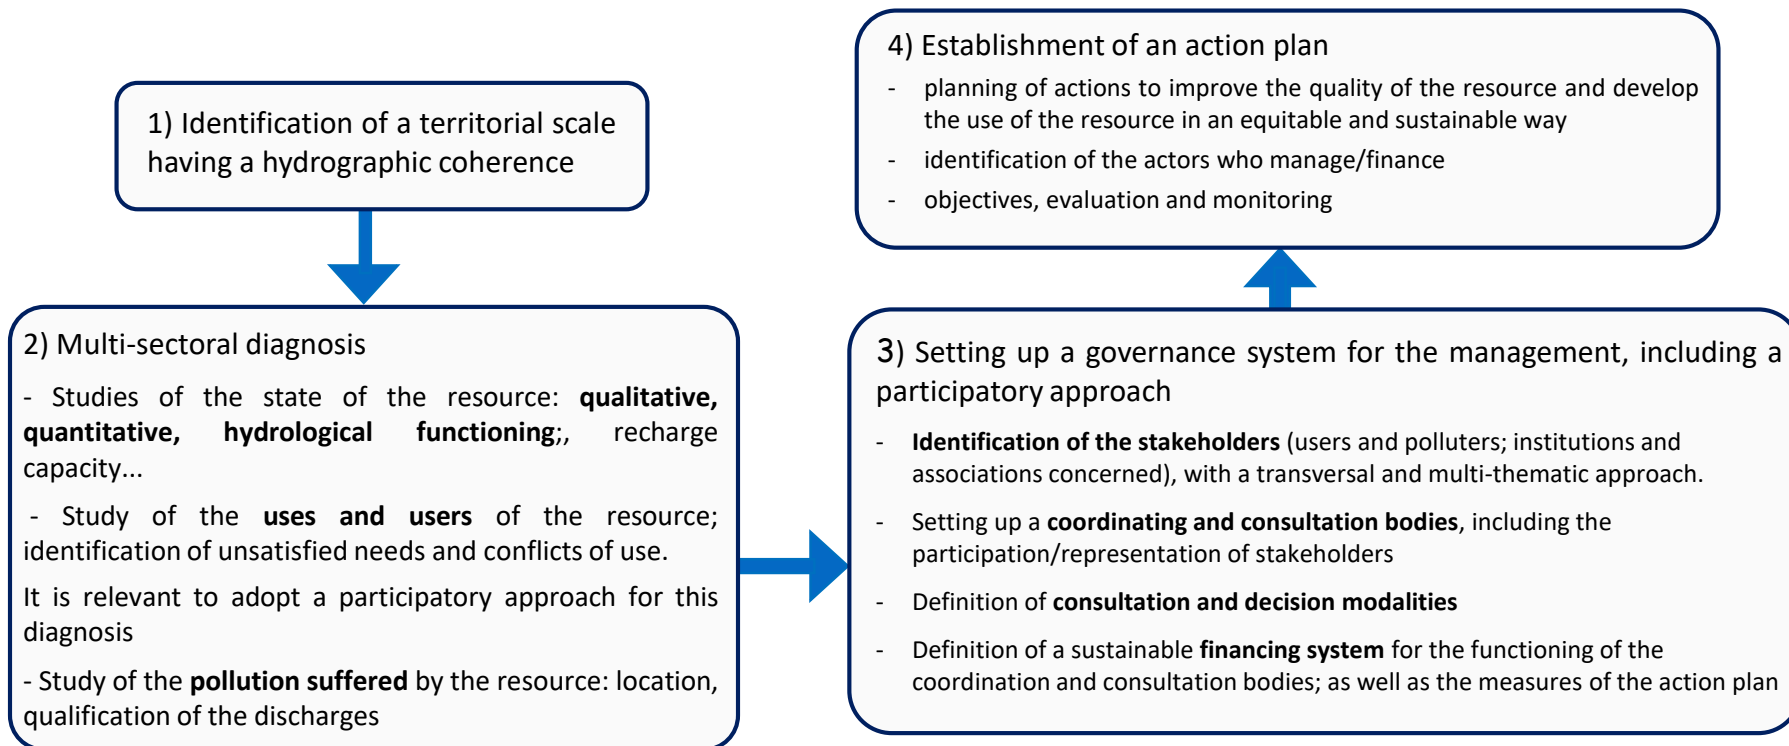 1) Identification of a territorial scale
having a hydrographic coherence
2) Multi-sectoral diagnosis
- Studies of the state of the resource: qualitative,
quantitative, hydrological functioning;, recharge
capacity...
- Study of the uses and users of the resource;
identification of unsatisfied needs and conflicts of use.
It is relevant to adopt a participatory approach for this
diagnosis
- Study of the pollution suffered by the resource: location,
qualification of the discharges
3) Setting up a governance system for the management, including a
participatory approach
- Identification of the stakeholders (users and polluters; institutions and
associations concerned), with a transversal and multi-thematic approach.
- Setting up a coordinating and consultation bodies, including the
participation/representation of stakeholders
- Definition of consultation and decision modalities
- Definition of a sustainable financing system for the functioning of the
coordination and consultation bodies; as well as the measures of the action plan
4) Establishment of an action plan
- planning of actions to improve the quality of the resource and develop
the use of the resource in an equitable and sustainable way
- identification of the actors who manage/finance
- objectives, evaluation and monitoring